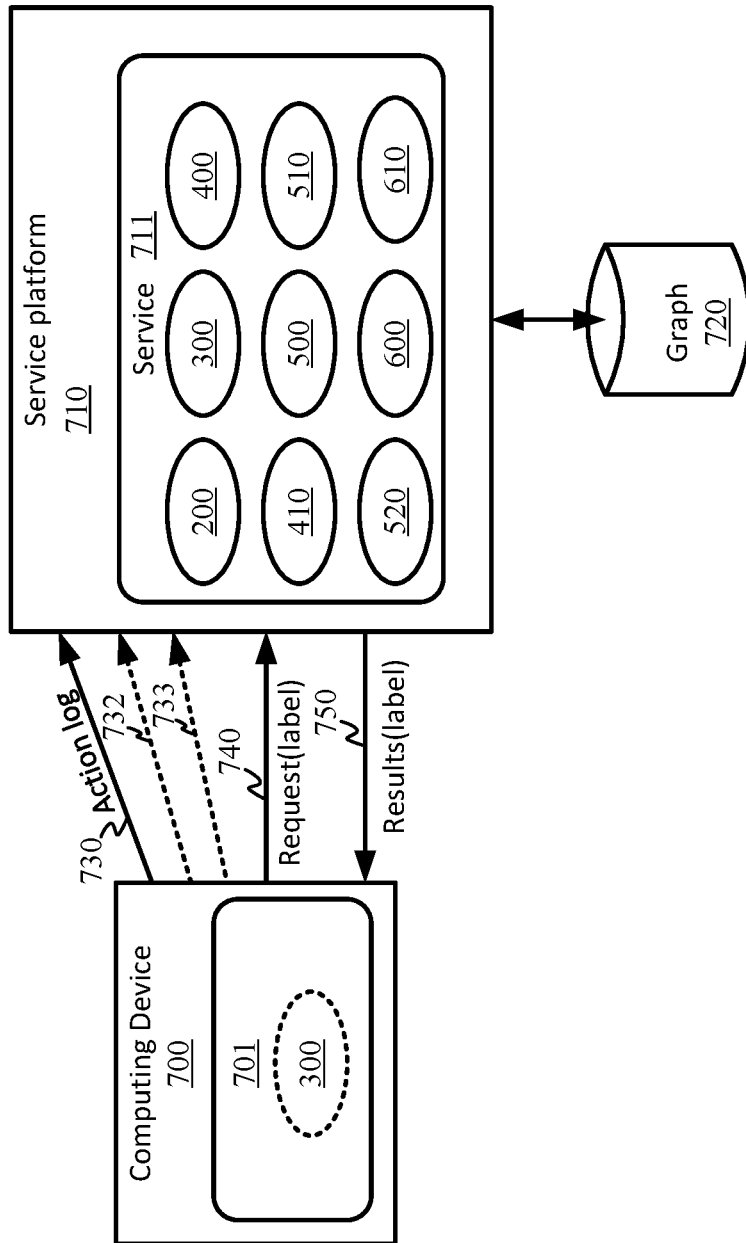 Computing Device
700
701
300
730
Action log
732
733
740
Request(label)
750
Results(label)
Service platform
710
Service
711
200
300
400
410
500
510
520
600
610
Graph
720